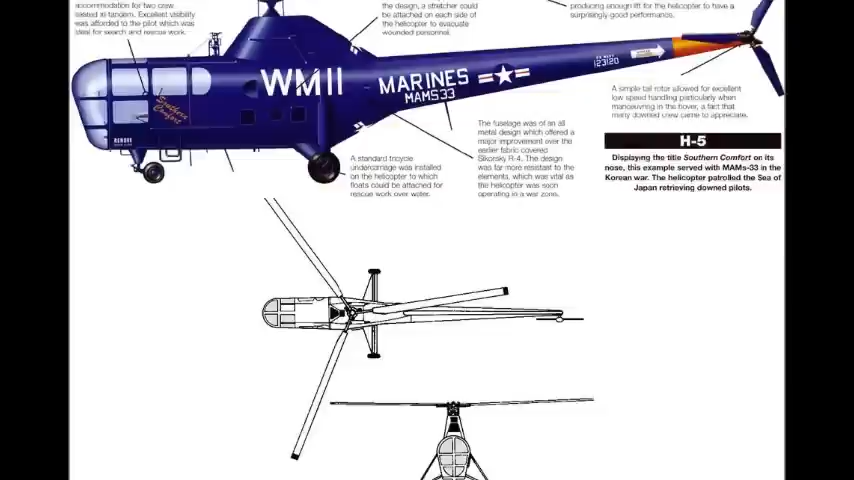 accommodation for two crew
seated in tandem. Excellent visibility
was afforded to the pilot which was
ideal for search and rescue work.
the design, a stretcher could
be attached on each side of
the helicopter to evacuate
wounded personnel.
producing enough lift for the helicopter to have a
surprisingly good performance.
WM11
MARINES
MAMS33
123120
Southern
Comfort
A simple tail rotor allowed for excellent
low speed handling particularly when
manoeuvring in the hover, a fact that
many downed crew came to appreciate.
The fuselage was of an all
metal design which offered a
major improvement over the
earlier fabric covered
Sikorsky R-4. The design
was far more resistant to the
elements, which was vital as
the helicopter was soon
operating in a war zone.
A standard tricycle
undercarriage was installed
on the helicopter to which
floats could be attached for
rescue work over water.
H-5
Displaying the title Southern Comfort on its
nose, this example served with MAMs-33 in the
Korean war. The helicopter patrolled the Sea of
Japan retrieving downed pilots.